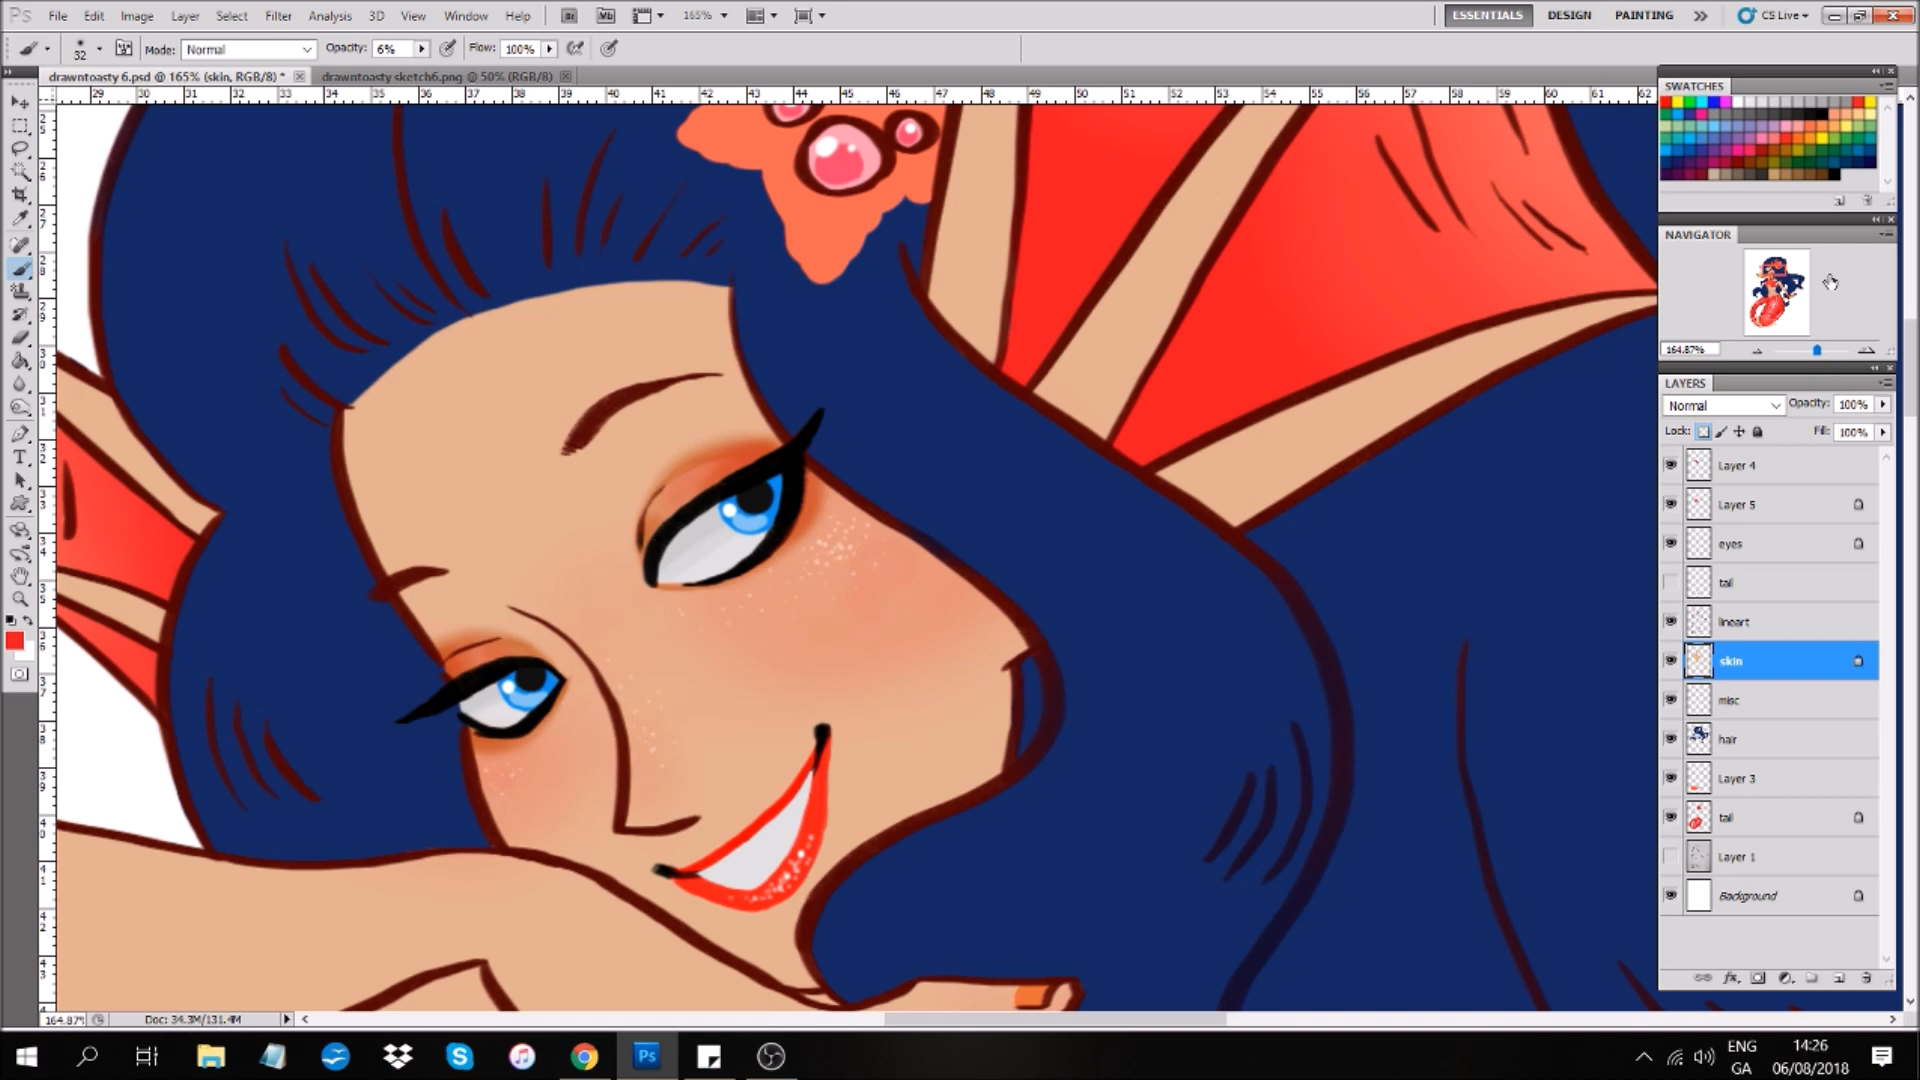 Ps File Edit Image Layer Select Filter Analysis 3D View Window Help Br Mb 165% ESSENTIALS DESIGN PAINTING CS Live
32 Mode: Normal Opacity: 6% Flow: 100%
drawntoasty 6.psd @ 165% (skin, RGB/8) * drawntoasty sketch6.png @ 50% (RGB/8)
29 30 31 32 33 34 35 36 37 38 39 40 41 42 43 44 45 46 47 48 49 50 51 52 53 54 55 56 57 58 59 60 61 62
SWATCHES
NAVIGATOR
164.87%
LAYERS
Normal Opacity: 100%
Lock: Fill: 100%
Layer 4
Layer 5
eyes
tail
lineart
skin
misc
hair
Layer 3
tail
Layer 1
Background
fx
164.87% Doc: 34.3M/131.4M
Ps
ENG
GA
14:26
06/08/2018